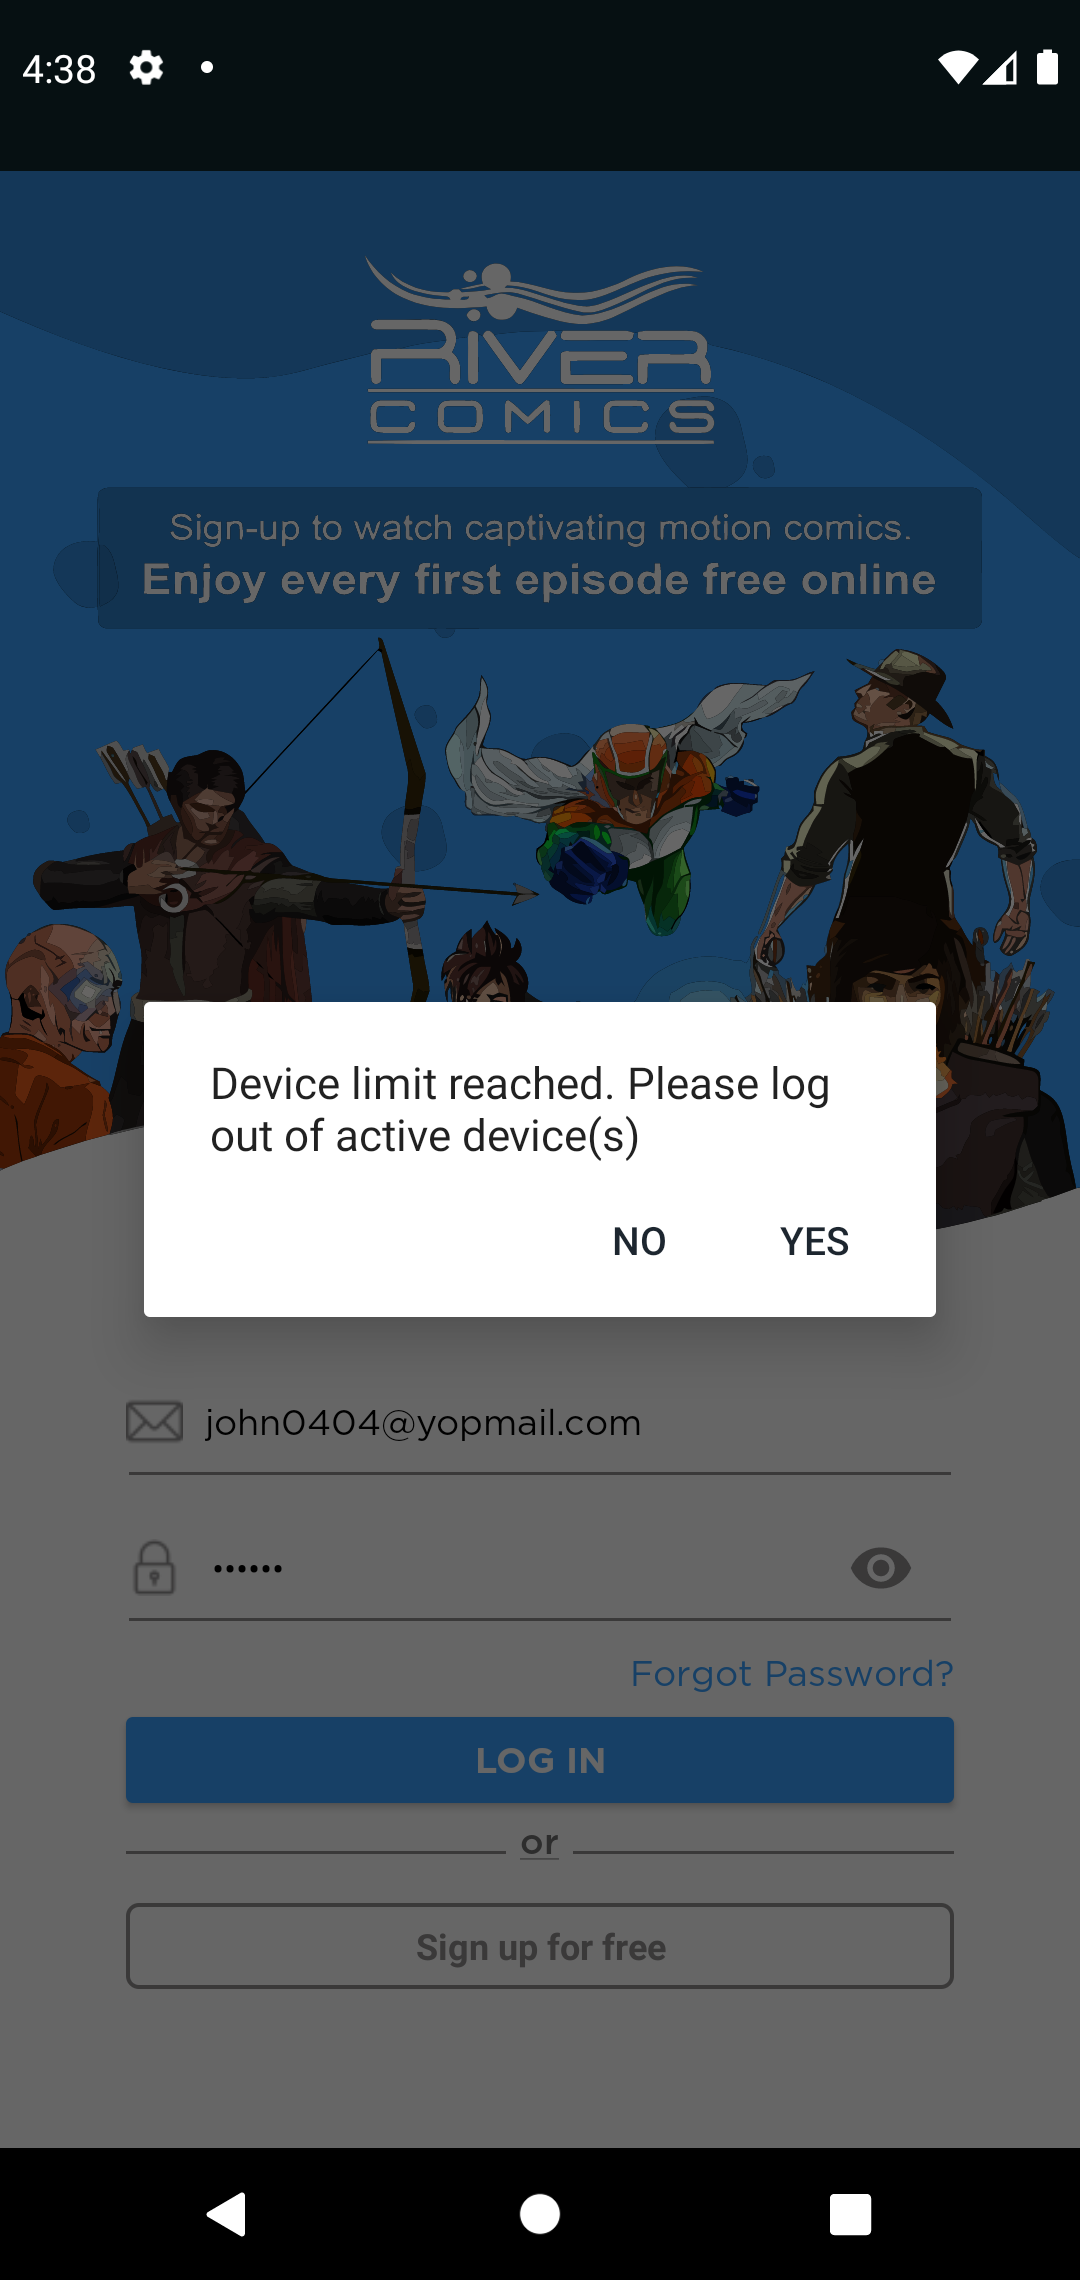 4:38
RIVER
COMICS
Sign-up to watch captivating motion comics.
Enjoy every first episode free online
Device limit reached. Please log
out of active device(s)
NO
YES
john0404@yopmail.com
••••••
Forgot Password?
LOG IN
or
Sign up for free